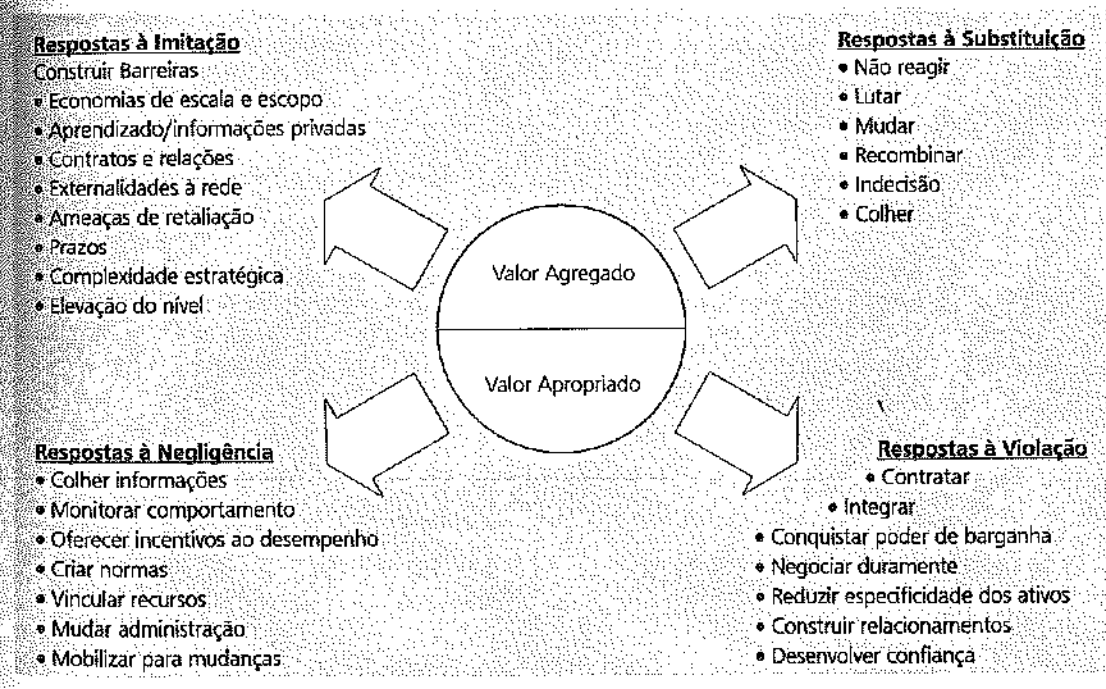 Respostas à Imitação
Construir Barreiras
• Economias de escala e escopo
• Aprendizado/informações privadas
• Contratos e relações
• Externalidades à rede
• Ameaças de retaliação
• Prazos
• Complexidade estratégica
• Elevação do nível
Respostas à Substituição
• Não reagir
• Lutar
• Mudar
• Recombinar
• Indecisão
• Colher
Valor Agregado
Valor Apropriado
Respostas à Negligência
• Colher informações
• Monitorar comportamento
• Oferecer incentivos ao desempenho
• Criar normas
• Vincular recursos
• Mudar administração
• Mobilizar para mudanças
Respostas à Violação
• Contratar
• Integrar
• Conquistar poder de barganha
• Negociar duramente
• Reduzir especificidade dos ativos
• Construir relacionamentos
• Desenvolver confiança